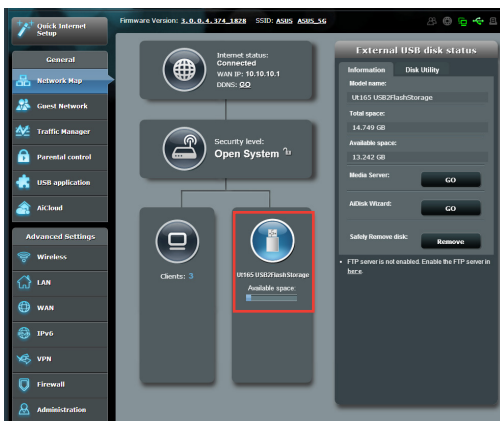 Quick Internet
Setup
Firmware Version: 3.0.0.4.374_1828 SSID: ASUS ASUS_5G
General
Network Map
Guest Network
Traffic Manager
Parental control
USB application
AiCloud
Advanced Settings
Wireless
LAN
WAN
IPv6
VPN
Firewall
Administration
Internet status:
Connected
WAN IP: 10.10.10.1
DDNS: GO
Security level:
Open System
Clients: 3
Ut165 USB2FlashStorage
Available space:
External USB disk status
Information Disk Utility
Model name:
Ut165 USB2FlashStorage
Total space:
14.749 GB
Available space:
13.242 GB
Media Server: GO
AiDisk Wizard: GO
Safely Remove disk: Remove
FTP server is not enabled. Enable the FTP server in
here.